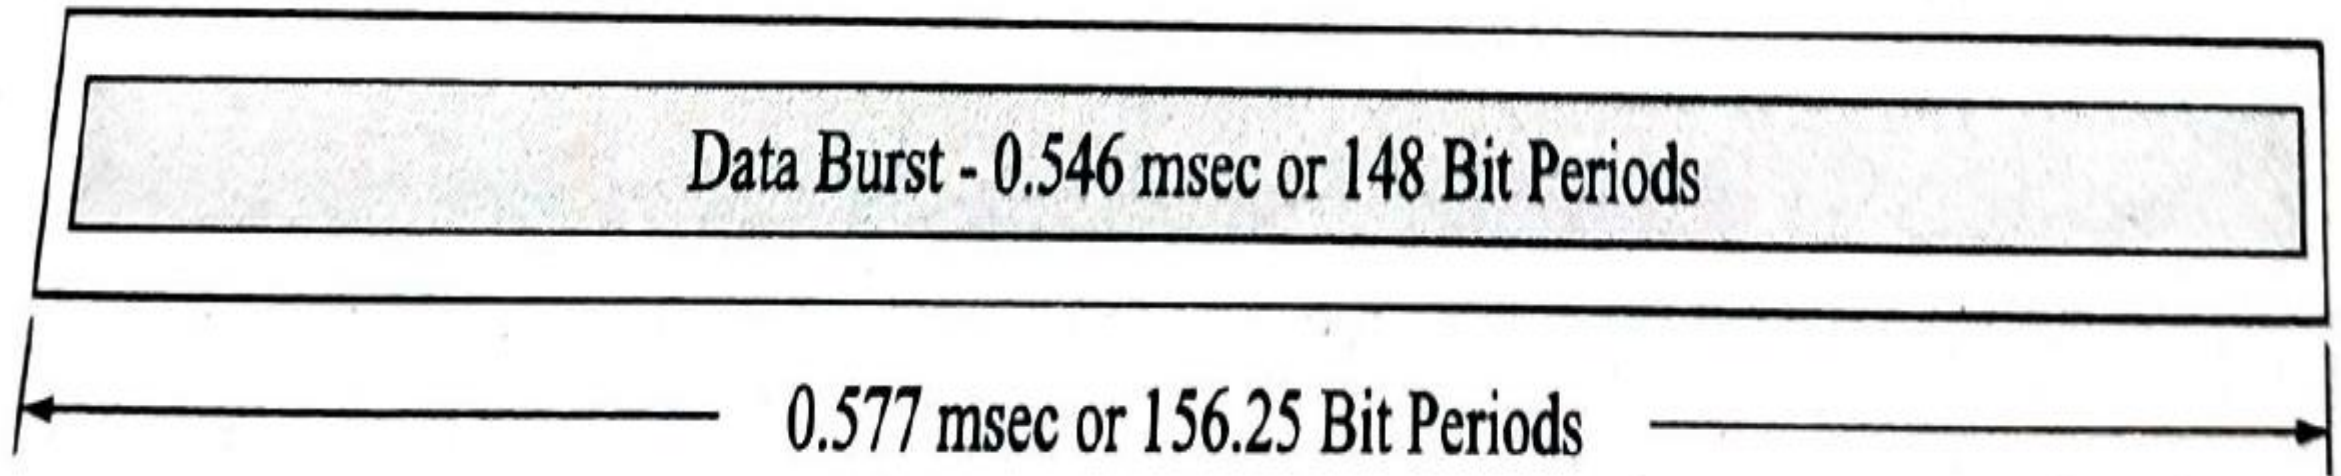 Data Burst - 0.546 msec or 148 Bit Periods
0.577 msec or 156.25 Bit Periods